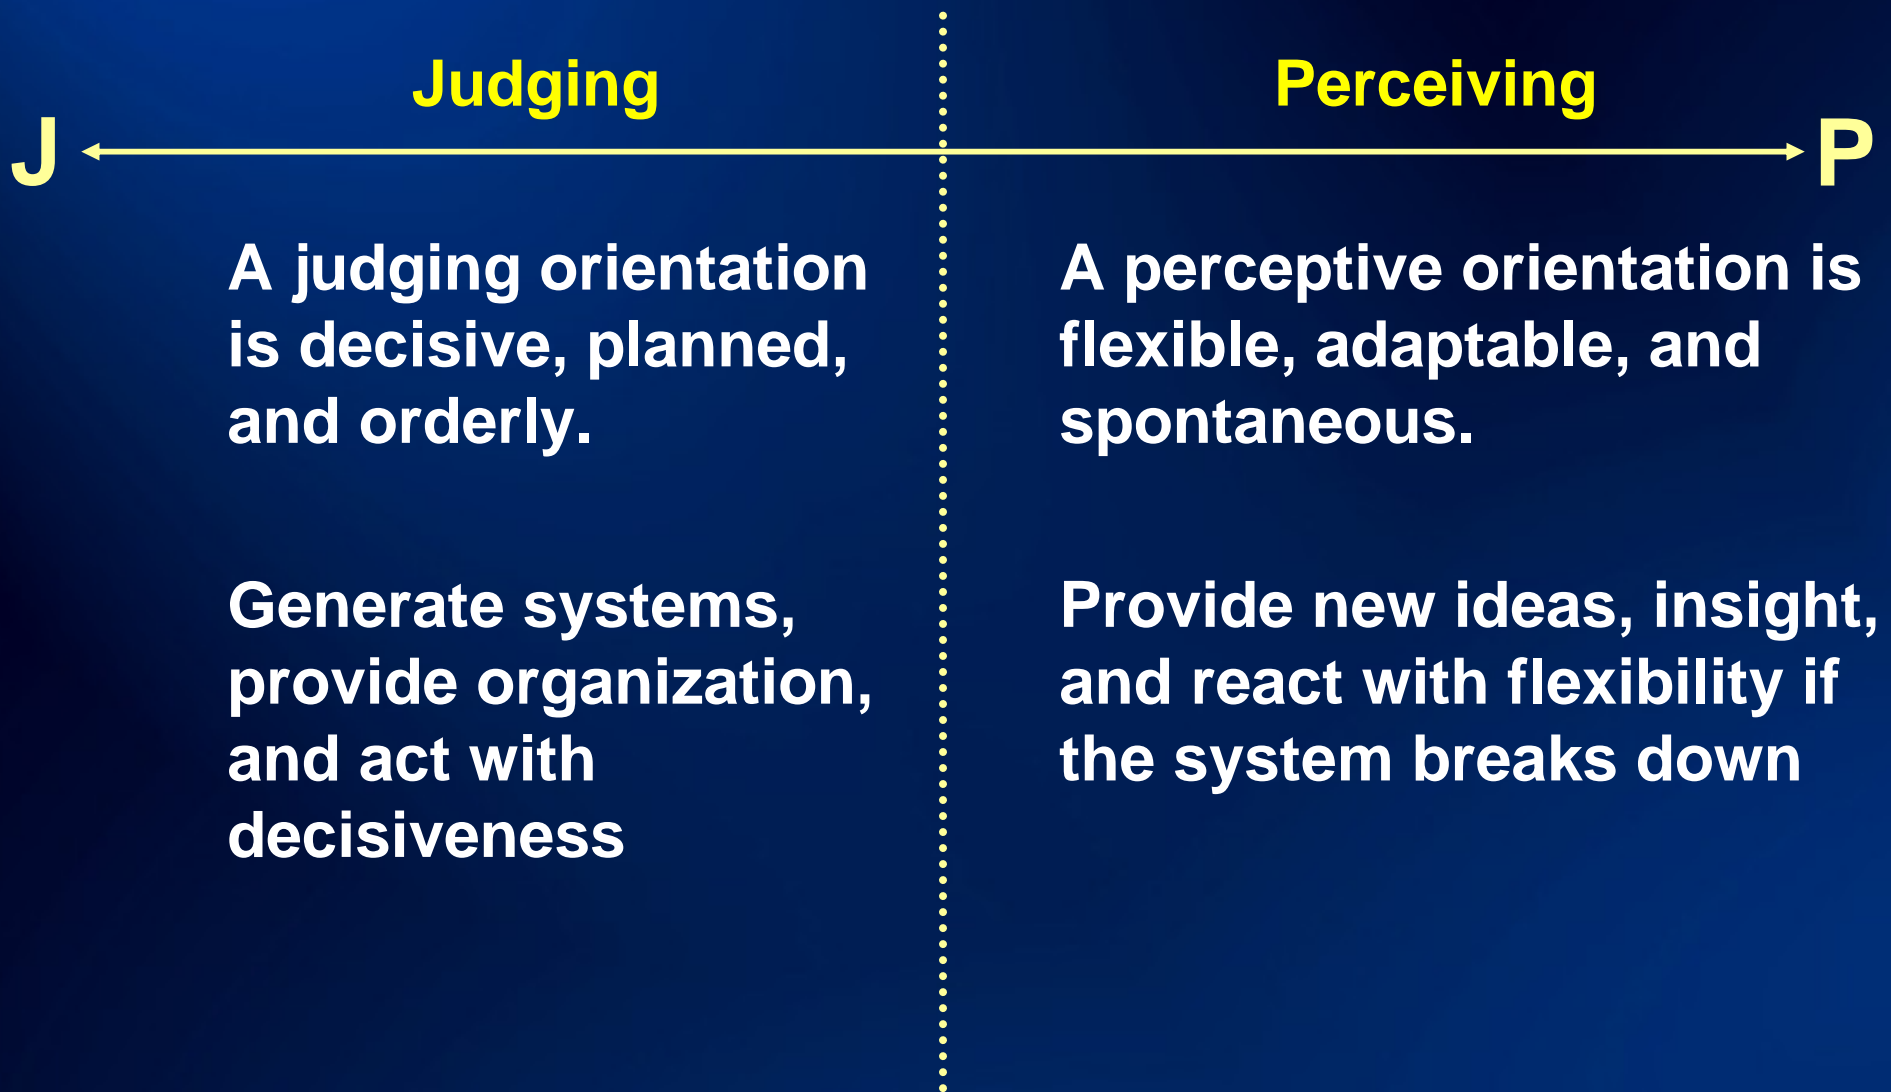 Judging
Perceiving
J
P
A judging orientation
is decisive, planned,
and orderly.
Generate systems,
provide organization,
and act with
decisiveness
A perceptive orientation is
flexible, adaptable, and
spontaneous.
Provide new ideas, insight,
and react with flexibility if
the system breaks down